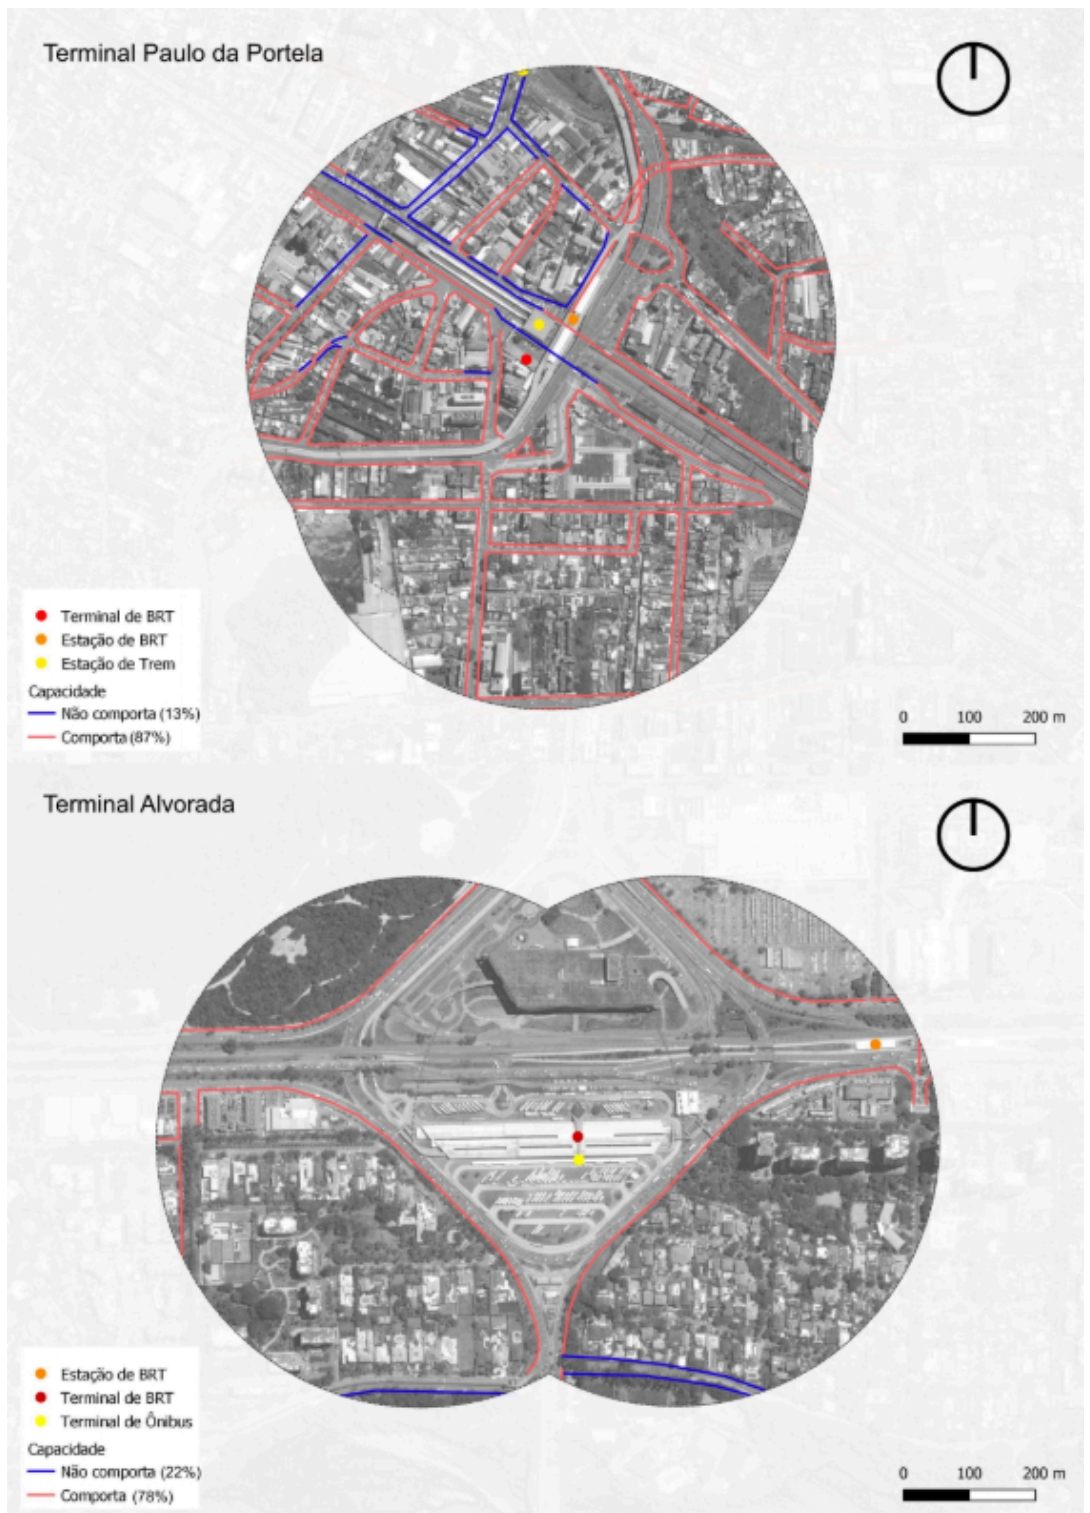 Terminal Paulo da Portela
Terminal de BRT
Estação de BRT
Estação de Trem
Capacidade
Não comporta (13%)
Comporta (87%)
0 100 200 m
Terminal Alvorada
Estação de BRT
Terminal de BRT
Terminal de Ônibus
Capacidade
Não comporta (22%)
Comporta (78%)
0 100 200 m